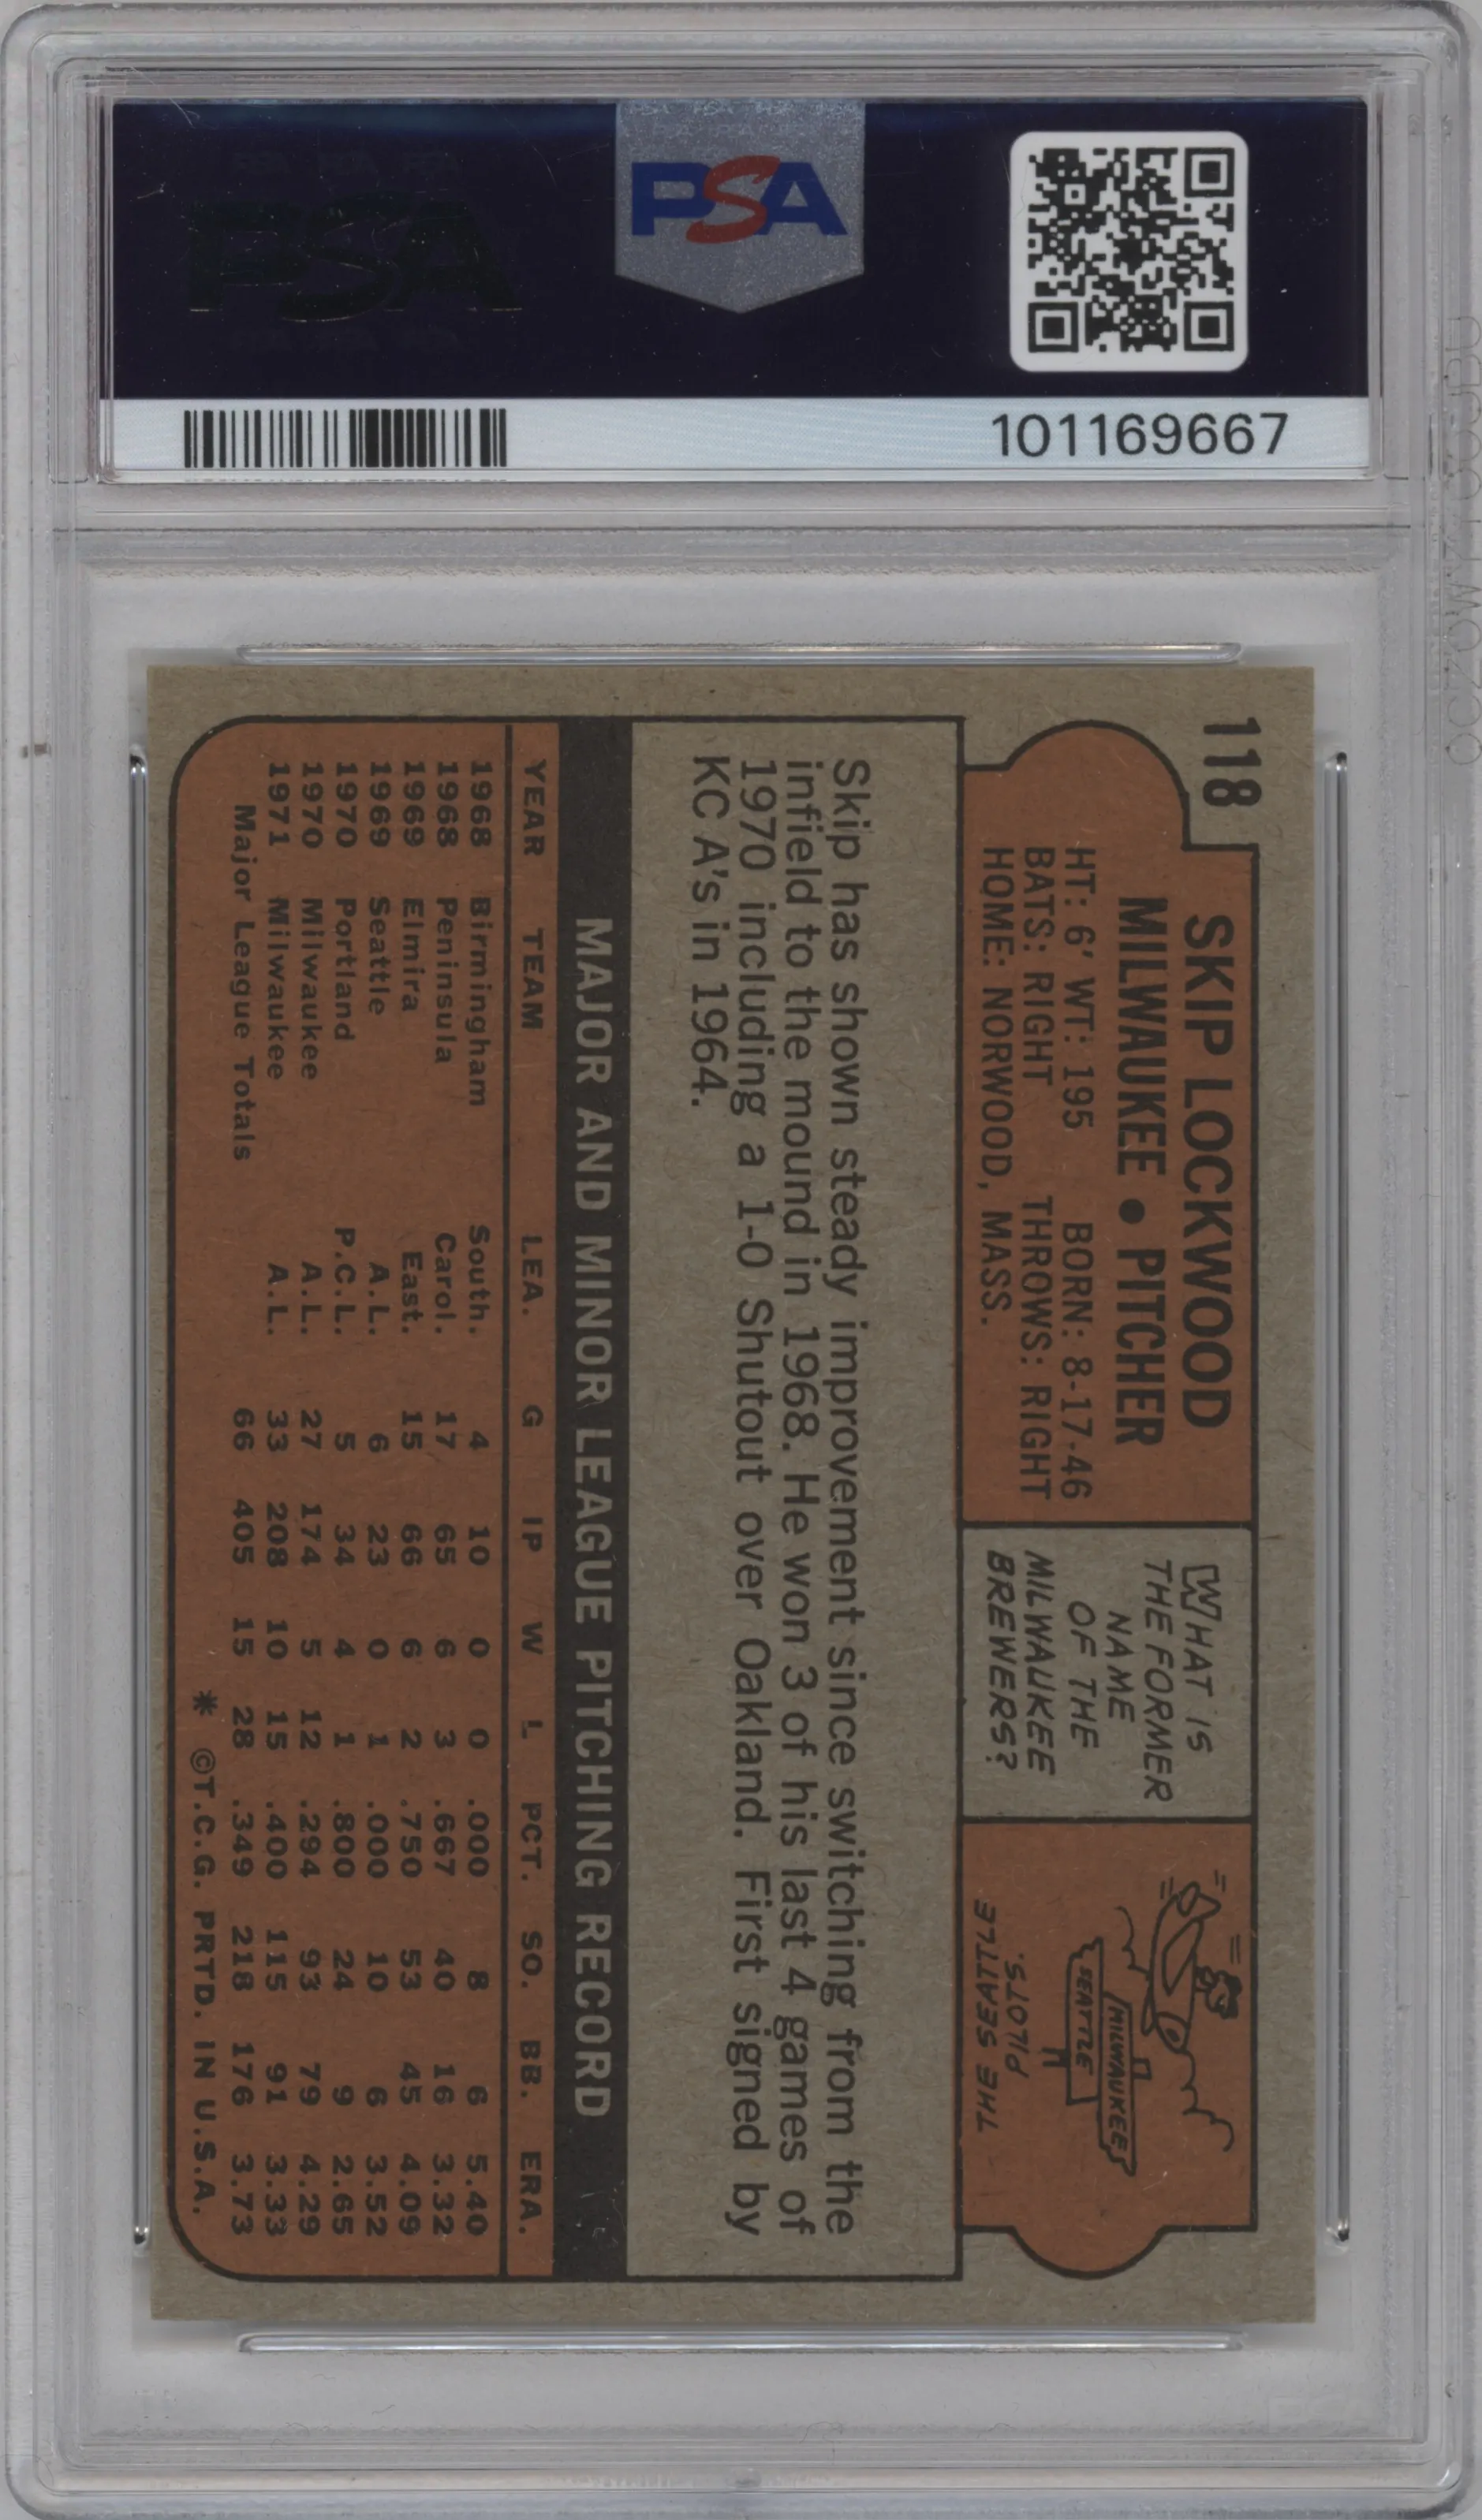 PSA
PSA
101169667
118
SKIP LOCKWOOD
MILWAUKEE • PITCHER
HT: 6' WT: 195 BORN: 8-17-46
BATS: RIGHT THROWS: RIGHT
HOME: NORWOOD, MASS.
WHAT IS
THE FORMER
NAME
OF THE
MILWAUKEE
BREWERS?
MILWAUKEE
SEATTLE
THE SEATTLE
PILOTS.
Skip has shown steady improvement since switching from the
infield to the mound in 1968. He won 3 of his last 4 games of
1970 including a 1-0 Shutout over Oakland. First signed by
KC A's in 1964.
MAJOR AND MINOR LEAGUE PITCHING RECORD
YEAR TEAM LEA. G IP W L PCT. SO. BB. ERA.
1968 Birmingham South. 4 10 0 0 .000 8 6 5.40
1968 Peninsula Carol. 17 65 6 3 .667 40 16 3.32
1969 Elmira East. 15 66 6 2 .750 53 45 4.09
1969 Seattle A.L. 6 23 0 1 .000 10 6 3.52
1970 Portland P.C.L. 5 34 4 1 .800 24 9 2.65
1970 Milwaukee A.L. 27 174 5 12 .294 93 79 4.29
1971 Milwaukee A.L. 33 208 10 15 .400 115 91 3.33
Major League Totals 66 405 15 28 .349 218 176 3.73
* ©T.C.G. PRTD. IN U.S.A.